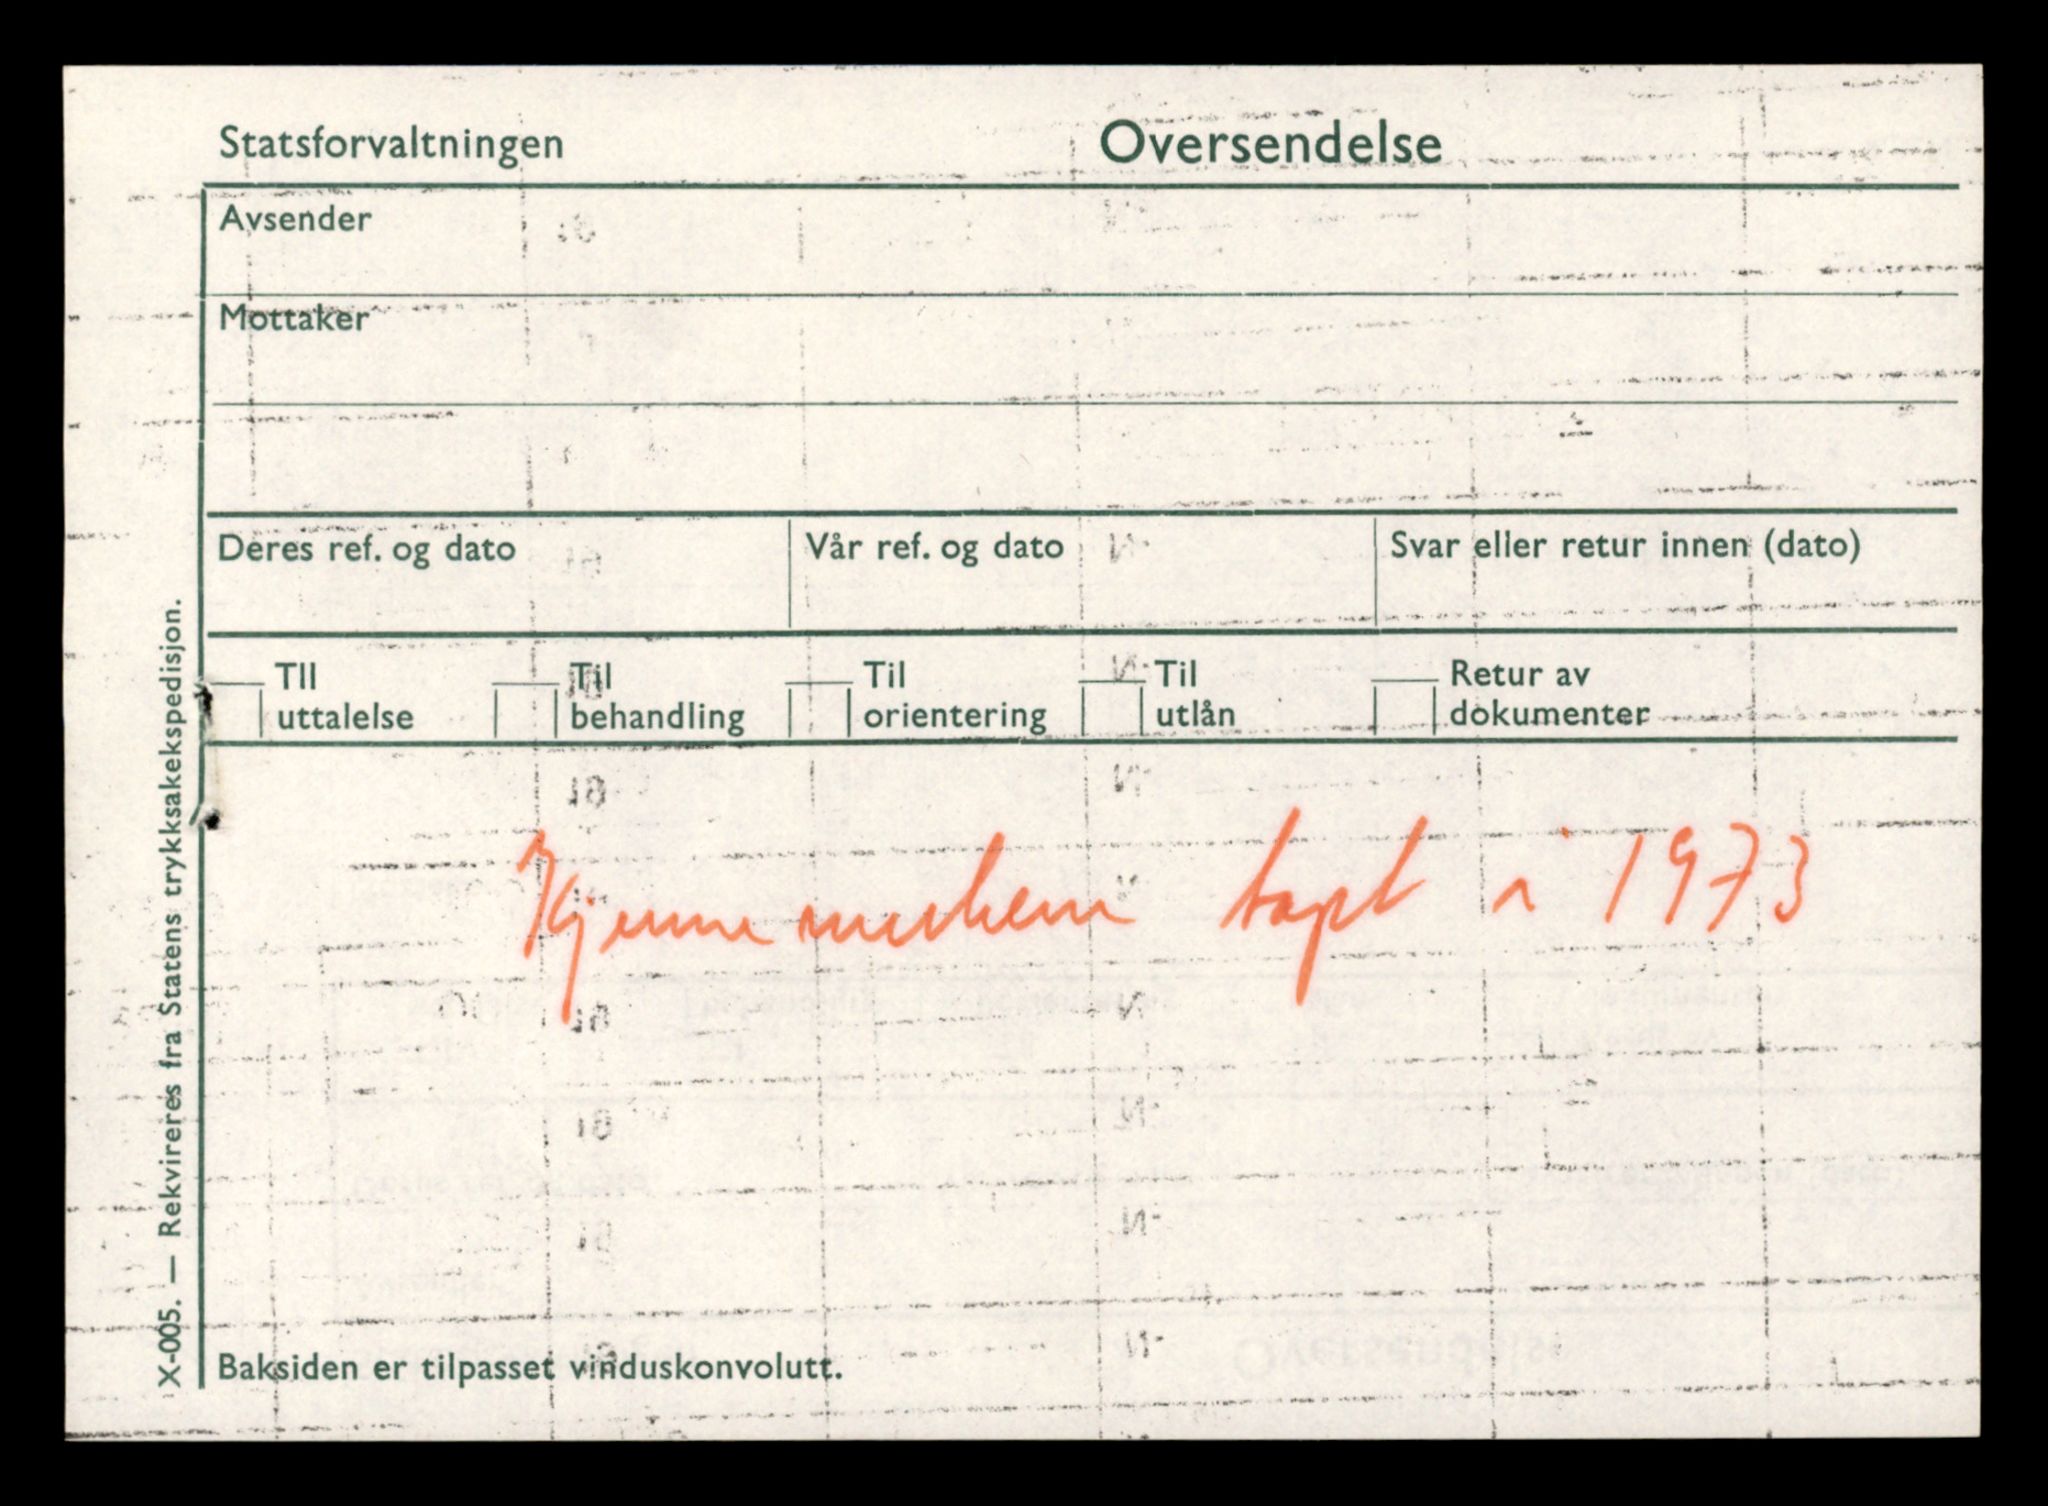 Statsforvaltningen
Oversendelse
Avsender
Mottaker
Deres ref. og dato
Vår ref. og dato
Svar eller retur innen (dato)
TIl uttalelse
Til behandling
Til orientering
Til utlån
Retur av dokumenter
Kjennemerkene tapt i 1973
Baksiden er tilpasset vinduskonvolutt.
X-005. — Rekvireres fra Statens trykksakekspedisjon.